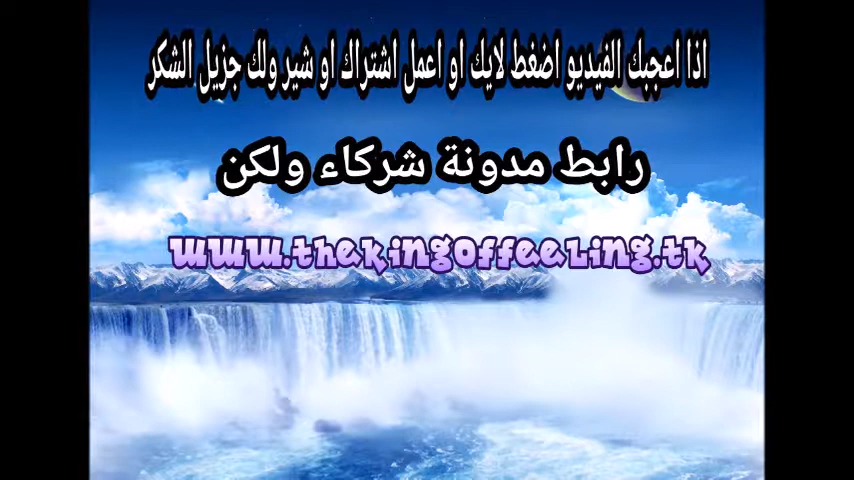 اذا اعجبك الفيديو اضغط لايك او اعمل اشتراك او شير ولك جزيل الشكر
رابط مدونة شركاء ولكن
www.thekingoffeeling.tk